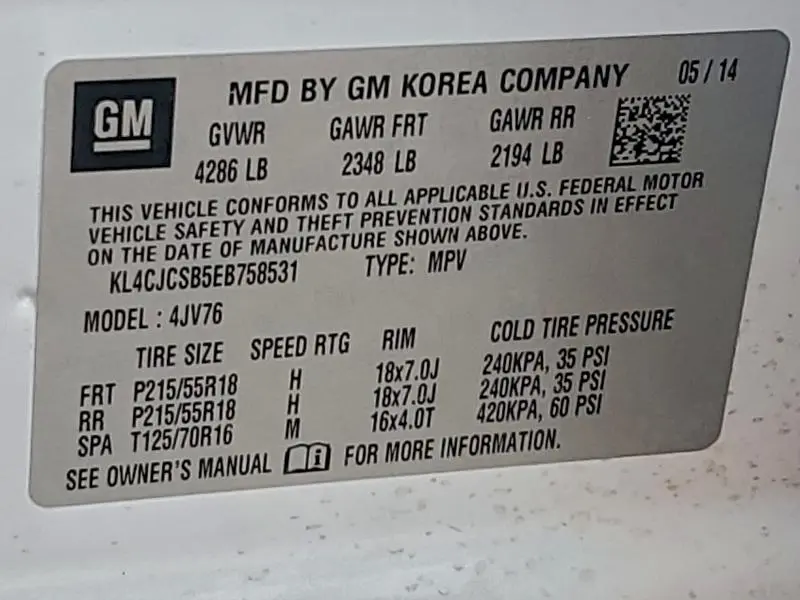 GM
MFD BY GM KOREA COMPANY 05 / 14
GVWR GAWR FRT GAWR RR
4286 LB 2348 LB 2194 LB
THIS VEHICLE CONFORMS TO ALL APPLICABLE U.S. FEDERAL MOTOR
VEHICLE SAFETY AND THEFT PREVENTION STANDARDS IN EFFECT
ON THE DATE OF MANUFACTURE SHOWN ABOVE.
KL4CJCSB5EB758531 TYPE: MPV
MODEL : 4JV76
TIRE SIZE SPEED RTG RIM COLD TIRE PRESSURE
FRT P215/55R18 H 18x7.0J 240KPA, 35 PSI
RR P215/55R18 H 18x7.0J 240KPA, 35 PSI
SPA T125/70R16 M 16x4.0T 420KPA, 60 PSI
SEE OWNER'S MANUAL i FOR MORE INFORMATION.